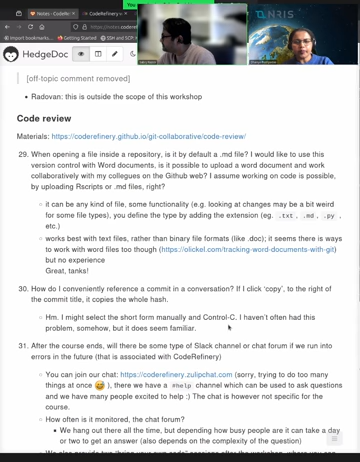 Notes - CodeRe
CodeRefinery
Import bookmarks...
Getting Started
SSH and SCP
NRIS
HedgeDoc
[off-topic comment removed]
• Radovan: this is outside the scope of this workshop
Code review
Materials: https://coderefinery.github.io/git-collaborative/code-review/
29. When opening a file inside a repository, is it by default a .md file? I would like to use this
version control with Word documents, is it possible to upload a word document and work
collaboratively with my collegues on the Github web? I assume working on code is possible,
by uploading Rscripts or .md files, right?
it can be any kind of file, some functionality (e.g. looking at changes may be a bit weird
for some file types), you define the type by adding the extension (eg. .txt, .md, .py,
etc.)
works best with text files, rather than binary file formats (like .doc); it seems there is ways
to work with word files too though (https://olickel.com/tracking-word-documents-with-git)
but no experience
Great, tanks!
30. How do I conveniently reference a commit in a conversation? If I click 'copy', to the right of
the commit title, it copies the whole hash.
Hm. I might select the short form manually and Control-C. I haven't often had this
problem, somehow, but it does seem familiar.
31. After the course ends, will there be some type of Slack channel or chat forum if we run into
errors in the future (that is associated with CodeRefinery)
You can join our chat: https://coderefinery.zulipchat.com (sorry, trying to do too many
things at once 😅 ), there we have a #help channel which can be used to ask questions
and we have many people excited to help :) The chat is however not specific for the
course.
How often is it monitored, the chat forum?
We hang out there all the time, but depending how busy people are it can take a day
or two to get an answer (also depends on the complexity of the question)